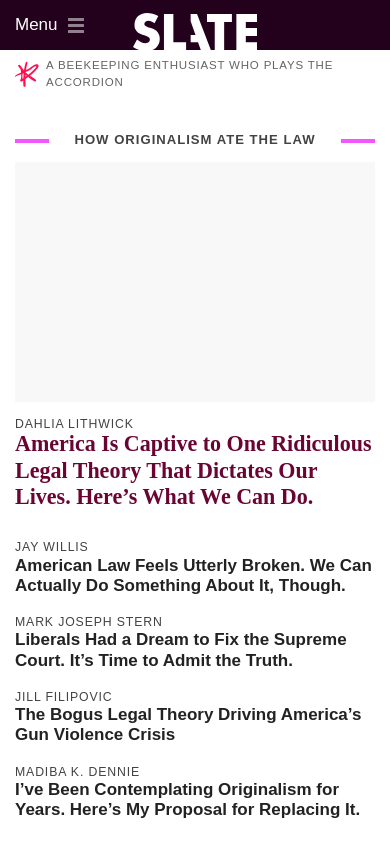 Menu
SLATE
A BEEKEEPING ENTHUSIAST WHO PLAYS THE
ACCORDION
HOW ORIGINALISM ATE THE LAW
DAHLIA LITHWICK
America Is Captive to One Ridiculous
Legal Theory That Dictates Our
Lives. Here’s What We Can Do.
JAY WILLIS
American Law Feels Utterly Broken. We Can
Actually Do Something About It, Though.
MARK JOSEPH STERN
Liberals Had a Dream to Fix the Supreme
Court. It’s Time to Admit the Truth.
JILL FILIPOVIC
The Bogus Legal Theory Driving America’s
Gun Violence Crisis
MADIBA K. DENNIE
I’ve Been Contemplating Originalism for
Years. Here’s My Proposal for Replacing It.